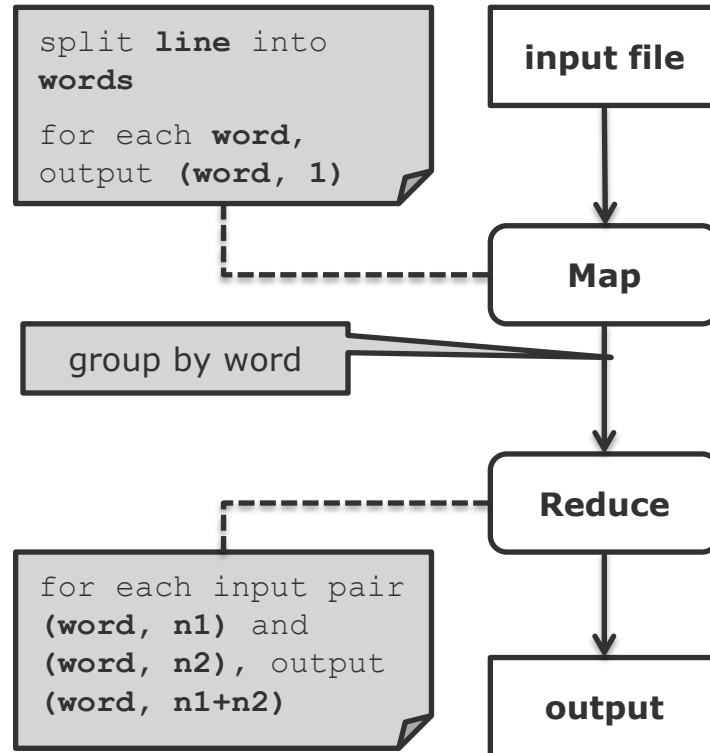 split line into
words
for each word,
output (word, 1)
input file
Map
group by word
Reduce
for each input pair
(word, n1) and
(word, n2), output
(word, n1+n2)
output